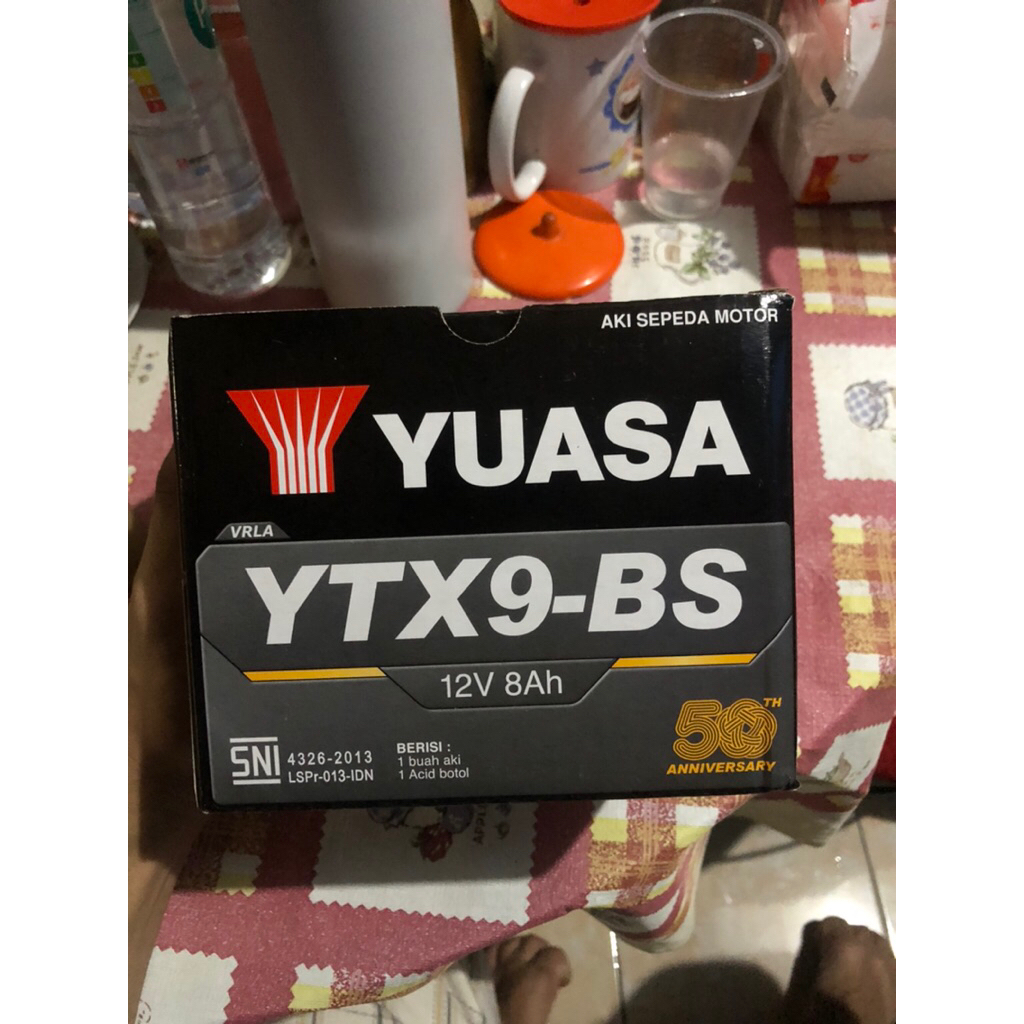 AKI SEPEDA MOTOR
YUASA
VRLA
YTX9-BS
12V 8Ah
SNI
4326-2013
LSPr-013-IDN
BERISI :
1 buah aki
1 Acid botol
50TH
ANNIVERSARY